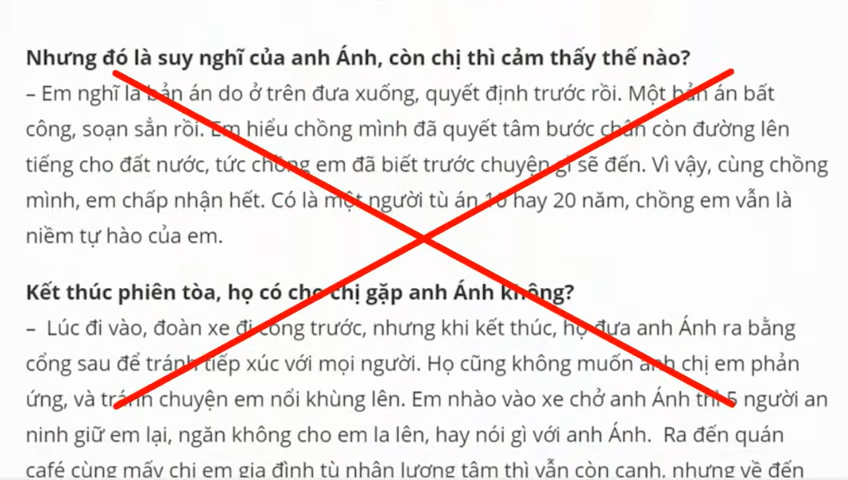 Nhưng đó là suy nghĩ của anh Ánh, còn chị thì cảm thấy thế nào?
– Em nghĩ là bản án do ở trên đưa xuống, quyết định trước rồi. Một bản án bất
công, soạn sẳn rồi. Em hiểu chồng mình đã quyết tâm bước chân còn đường lên
tiếng cho đất nước, tức chồng em đã biết trước chuyện gì sẽ đến. Vì vậy, cùng chồng
mình, em chấp nhận hết. Có là một người tù án 10 hay 20 năm, chồng em vẫn là
niềm tự hào của em.
Kết thúc phiên tòa, họ có cho chị gặp anh Ánh không?
– Lúc đi vào, đoàn xe đi cổng trước, nhưng khi kết thúc, họ đưa anh Ánh ra bằng
cổng sau để tránh tiếp xúc với mọi người. Họ cũng không muốn anh chị em phản
ứng, và tránh chuyện em nổi khùng lên. Em nhào vào xe chở anh Ánh thì 5 người an
ninh giữ em lại, ngăn không cho em la lên, hay nói gì với anh Ánh. Ra đến quán
café cùng mấy chị em gia đình tù nhân lương tâm thì vẫn còn canh, nhưng về đến